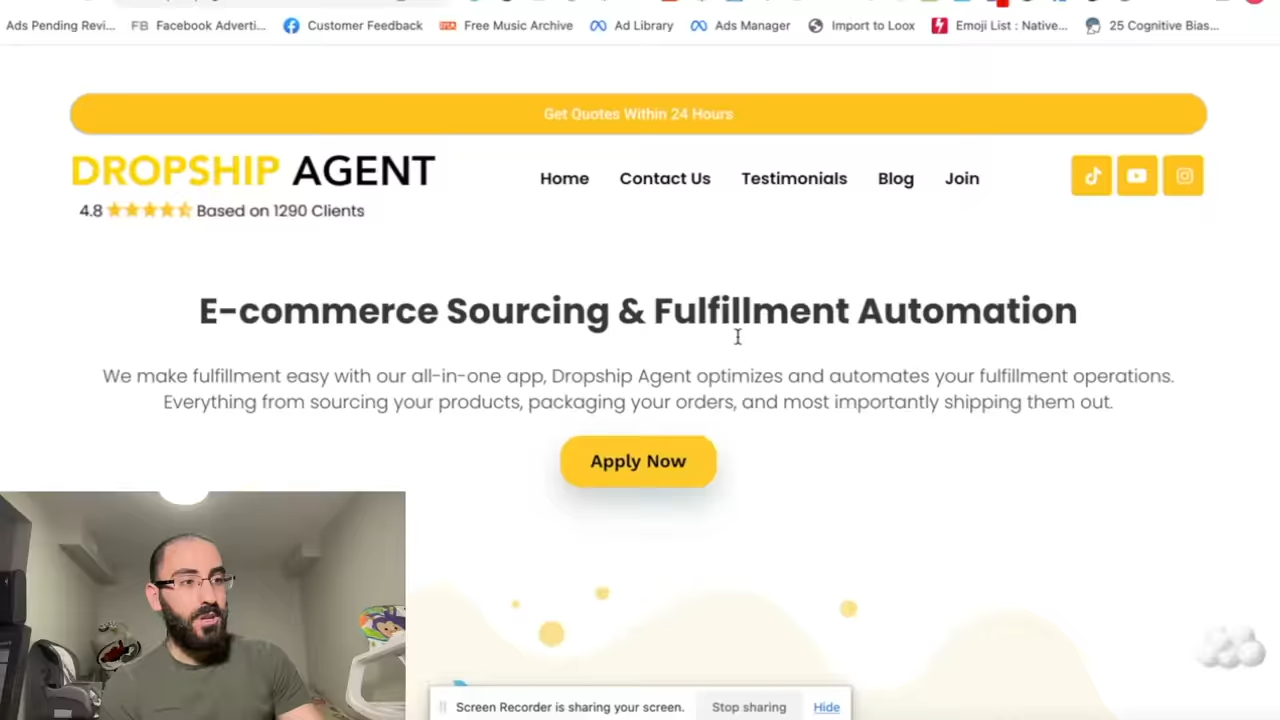 Ads Pending Revi...
FB Facebook Adverti...
Customer Feedback
Free Music Archive
Ad Library
Ads Manager
Import to Loox
Emoji List : Native...
25 Cognitive Bias...
Get Quotes Within 24 Hours
DROPSHIP AGENT
4.8 Based on 1290 Clients
Home
Contact Us
Testimonials
Blog
Join
E-commerce Sourcing & Fulfillment Automation
We make fulfillment easy with our all-in-one app, Dropship Agent optimizes and automates your fulfillment operations.
Everything from sourcing your products, packaging your orders, and most importantly shipping them out.
Apply Now
Screen Recorder is sharing your screen.
Stop sharing
Hide